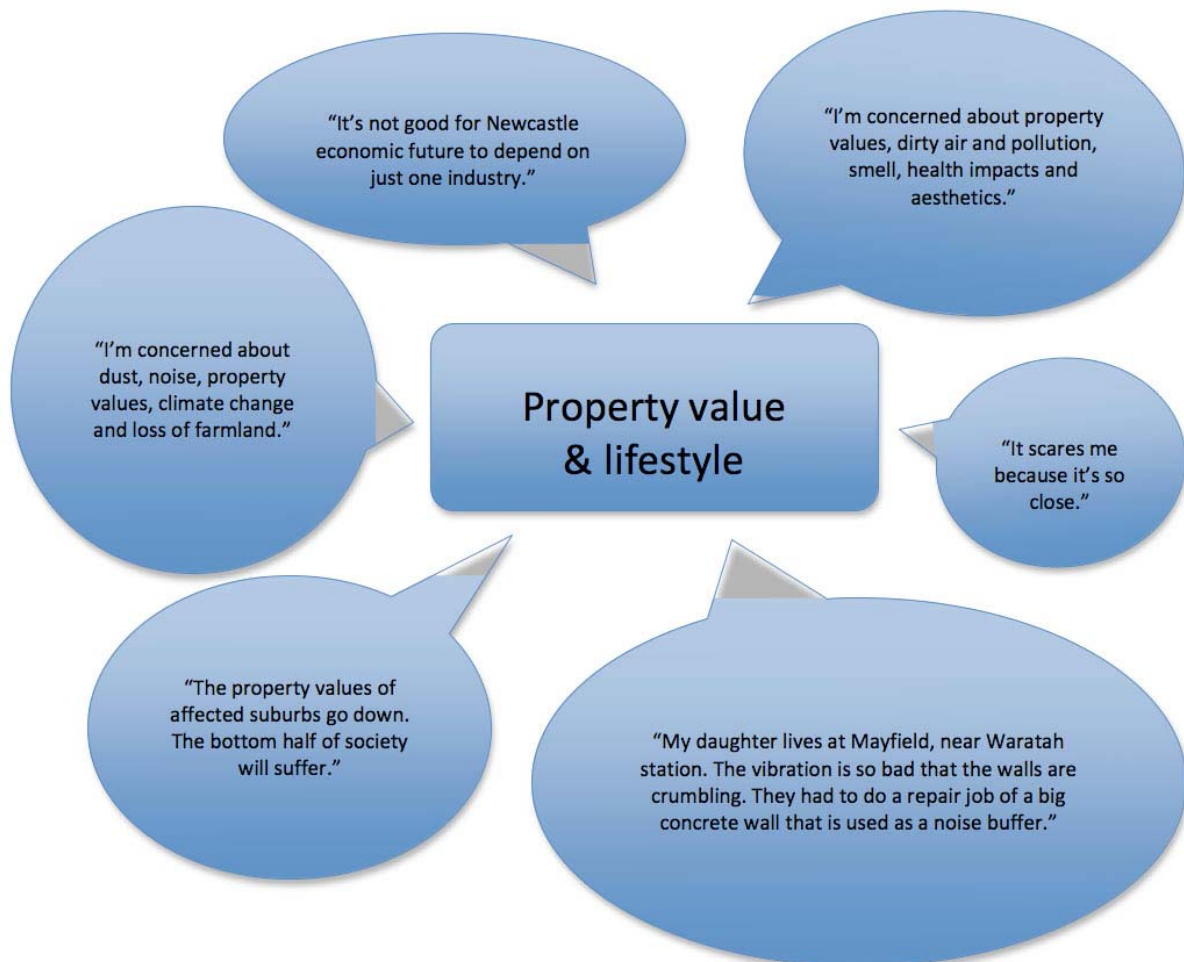 “It’s not good for Newcastle
economic future to depend on
just one industry.”
“I’m concerned about property
values, dirty air and pollution,
smell, health impacts and
aesthetics.”
“I’m concerned about
dust, noise, property
values, climate change
and loss of farmland.”
Property value
& lifestyle
“It scares me
because it’s so
close.”
“The property values of
affected suburbs go down.
The bottom half of society
will suffer.”
“My daughter lives at Mayfield, near Waratah
station. The vibration is so bad that the walls are
crumbling. They had to do a repair job of a big
concrete wall that is used as a noise buffer.”